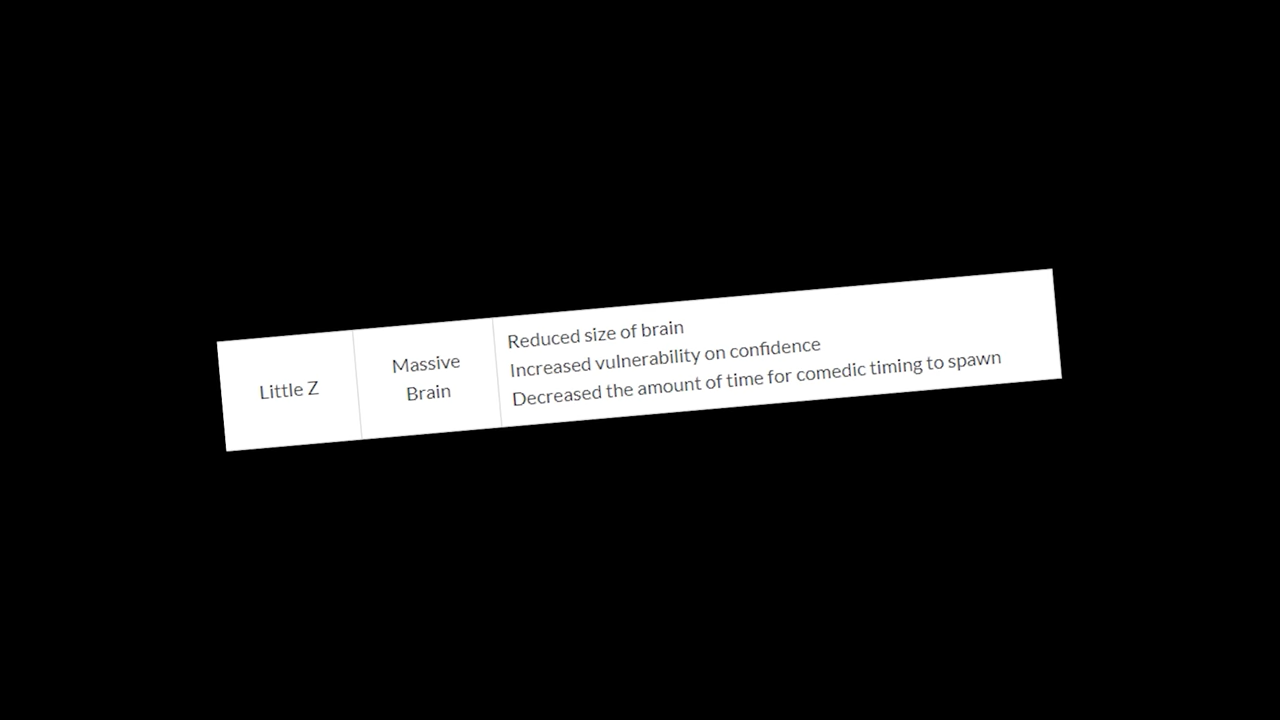 Little Z
Massive
Brain
Reduced size of brain
Increased vulnerability on confidence
Decreased the amount of time for comedic timing to spawn